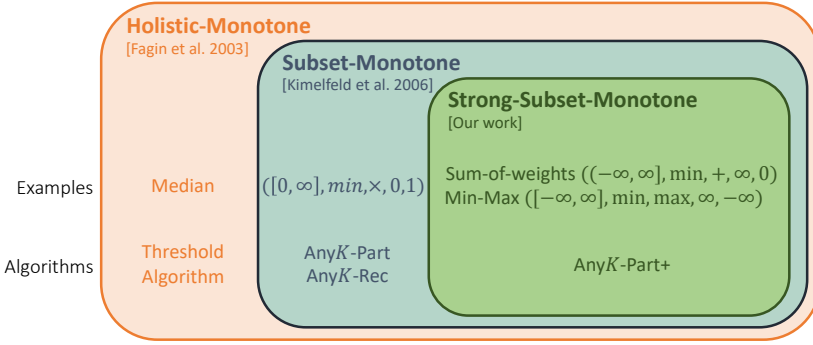 Holistic-Monotone
[Fagin et al. 2003]
Subset-Monotone
[Kimelfeld et al. 2006]
Strong-Subset-Monotone
[Our work]
Examples
Median
([0, ∞], min, ×, 0,1)
Sum-of-weights ((−∞, ∞], min, +, ∞, 0)
Min-Max ([−∞, ∞], min, max, ∞, −∞)
Algorithms
Threshold
Algorithm
AnyK-Part
AnyK-Rec
AnyK-Part+